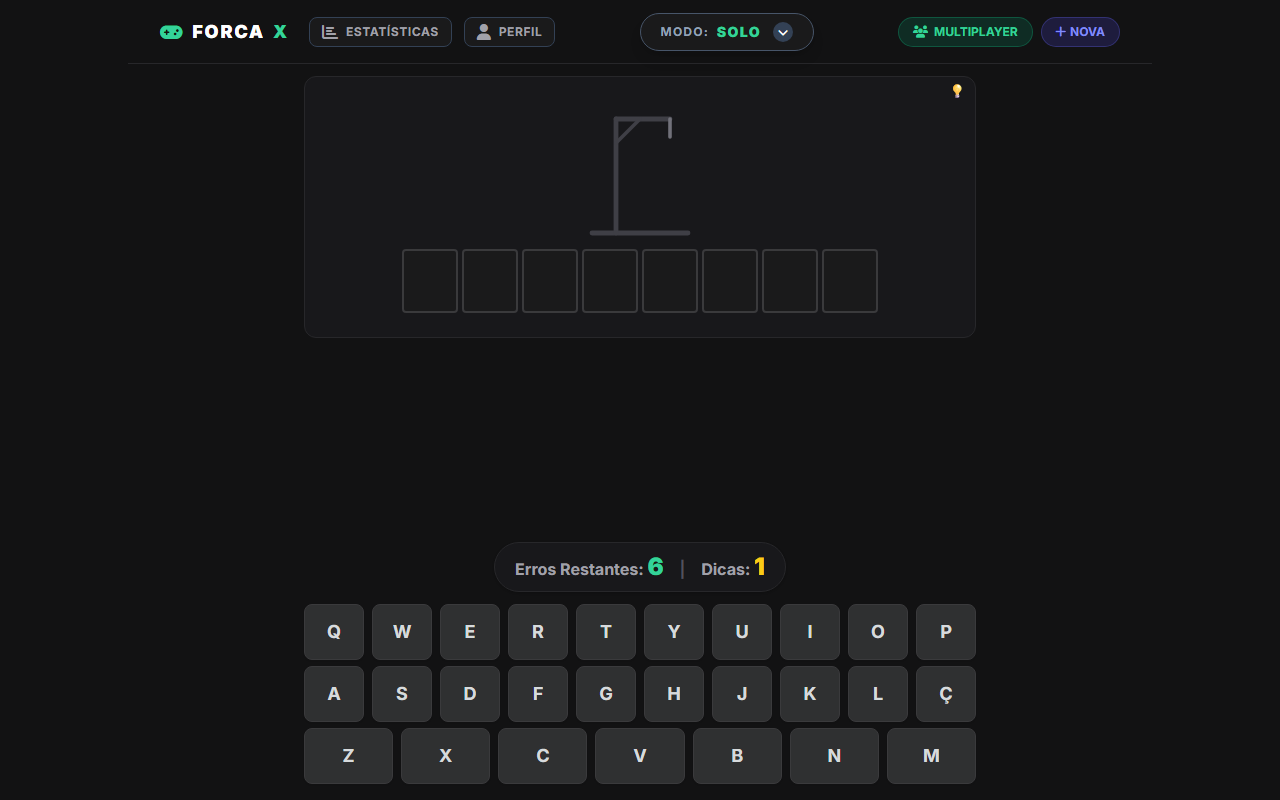 FORCA X
ESTATÍSTICAS
PERFIL
MODO: SOLO
MULTIPLAYER
NOVA
Erros Restantes: 6 | Dicas: 1
Q W E R T Y U I O P
A S D F G H J K L Ç
Z X C V B N M